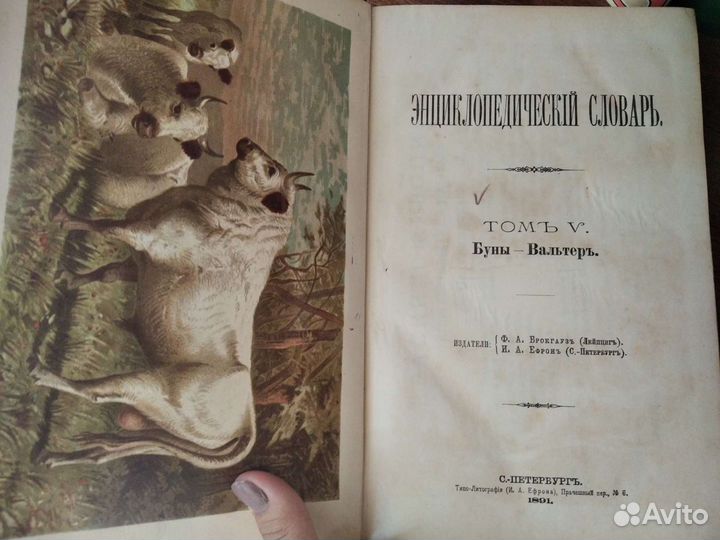 ЭНЦИКЛОПЕДИЧЕСКІЙ СЛОВАРЬ.
ТОМЪ V.
Буны — Вальтеръ.
ИЗДАТЕЛИ: Ф. А. Брокгаузъ (Лейпцигъ).
И. А. Ефронъ (С.-Петербургъ).
С.-ПЕТЕРБУРГЪ.
Типо-Литографія (И. А. Ефрона), Прачешный пер., № 6.
1891.
Avito